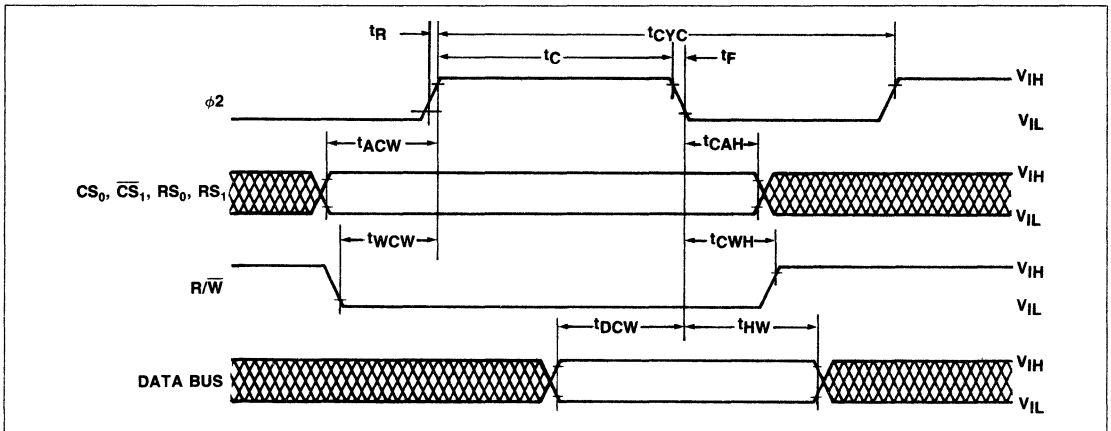 tR
tCYC
tC
tF
φ2
VIH
VIL
tACW
tCAH
CS0, C̅S̅1, RS0, RS1
VIH
VIL
tWCW
tCWH
R/W̅
VIH
VIL
tDCW
tHW
DATA BUS
VIH
VIL